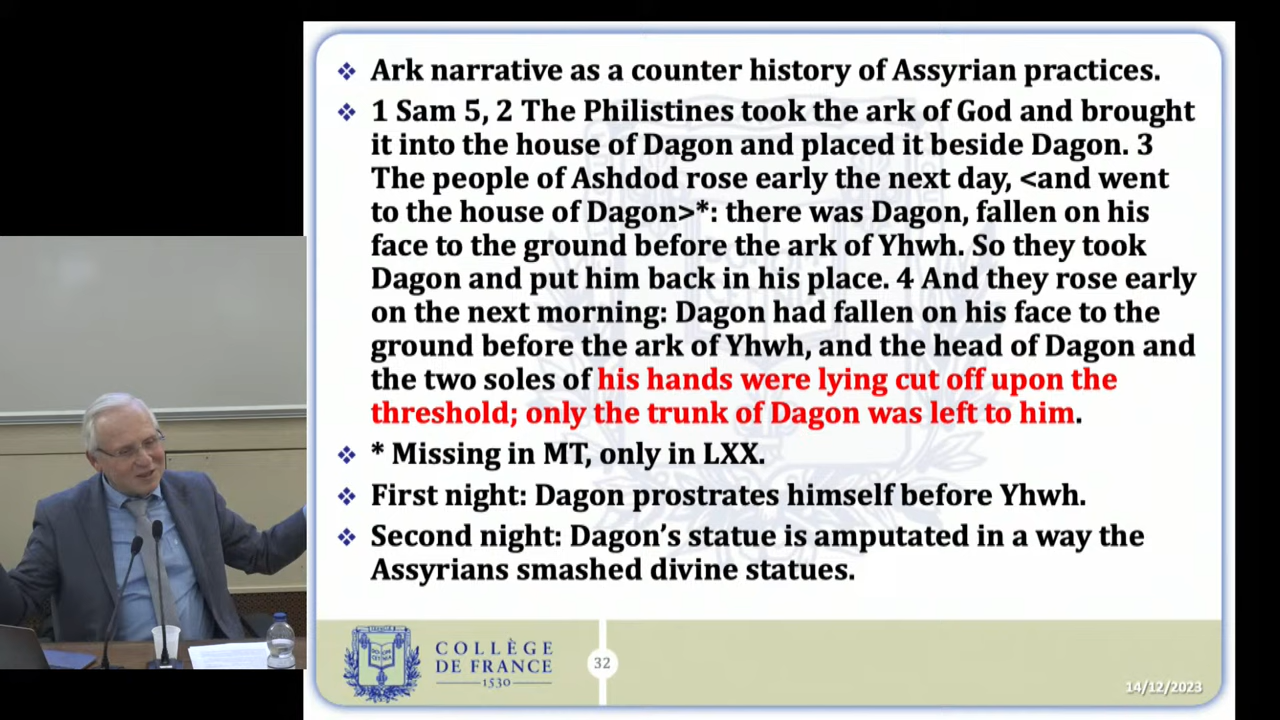 ❖ Ark narrative as a counter history of Assyrian practices.
❖ 1 Sam 5, 2 The Philistines took the ark of God and brought
it into the house of Dagon and placed it beside Dagon. 3
The people of Ashdod rose early the next day, <and went
to the house of Dagon>*: there was Dagon, fallen on his
face to the ground before the ark of Yhwh. So they took
Dagon and put him back in his place. 4 And they rose early
on the next morning: Dagon had fallen on his face to the
ground before the ark of Yhwh, and the head of Dagon and
the two soles of his hands were lying cut off upon the
threshold; only the trunk of Dagon was left to him.
❖ * Missing in MT, only in LXX.
❖ First night: Dagon prostrates himself before Yhwh.
❖ Second night: Dagon’s statue is amputated in a way the
Assyrians smashed divine statues.
COLLÈGE
DE FRANCE
1530
32
14/12/2023